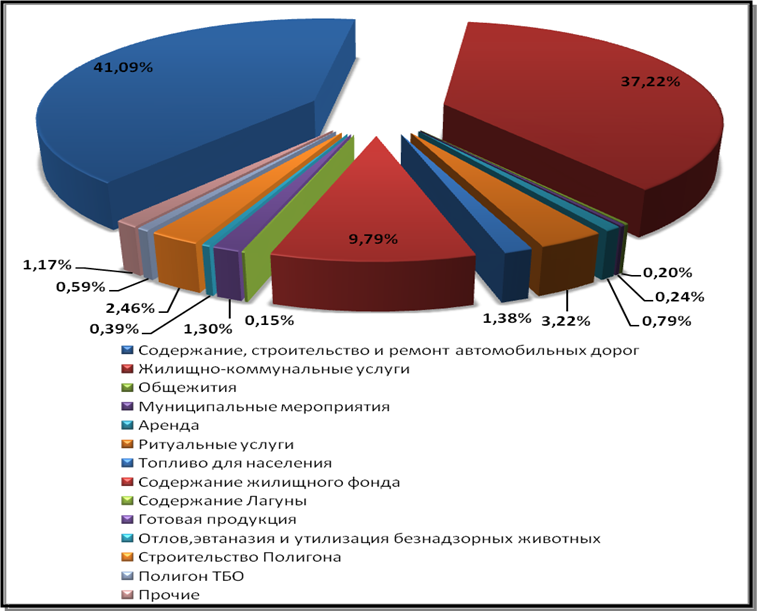 41,09%
37,22%
9,79%
1,17%
0,59%
2,46%
0,39%
1,30%
0,15%
1,38%
3,22%
0,79%
0,24%
0,20%
Содержание, строительство и ремонт автомобильных дорог
Жилищно-коммунальные услуги
Общежития
Муниципальные мероприятия
Аренда
Ритуальные услуги
Топливо для населения
Содержание жилищного фонда
Содержание Лагуны
Готовая продукция
Отлов,эвтаназия и утилизация безнадзорных животных
Строительство Полигона
Полигон ТБО
Прочие